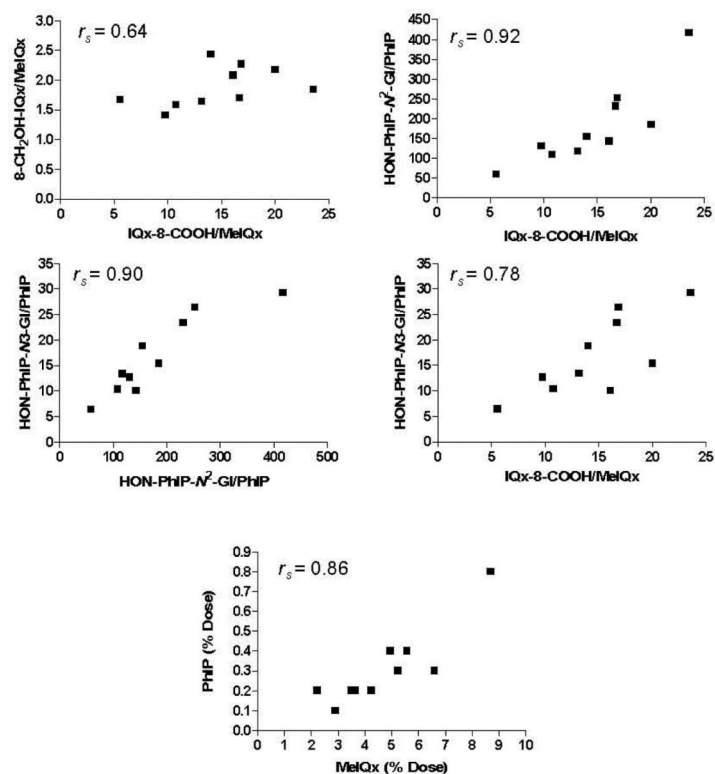 r_s = 0.64
3.0
2.5
2.0
1.5
1.0
0.5
0.0
0 5 10 15 20 25
8-CH₂OH-IQx/MeIQx
IQx-8-COOH/MeIQx
r_s = 0.92
450
400
350
300
250
200
150
100
50
0 5 10 15 20 25
HON-PhIP-N²-Gl/PhIP
IQx-8-COOH/MeIQx
r_s = 0.90
35
30
25
20
15
10
5
0
0 100 200 300 400 500
HON-PhIP-N3-Gl/PhIP
HON-PhIP-N²-Gl/PhIP
r_s = 0.78
35
30
25
20
15
10
5
0
0 5 10 15 20 25
HON-PhIP-N3-Gl/PhIP
IQx-8-COOH/MeIQx
r_s = 0.86
0.9
0.8
0.7
0.6
0.5
0.4
0.3
0.2
0.1
0.0
0 1 2 3 4 5 6 7 8 9 10
PhIP (% Dose)
MeIQx (% Dose)